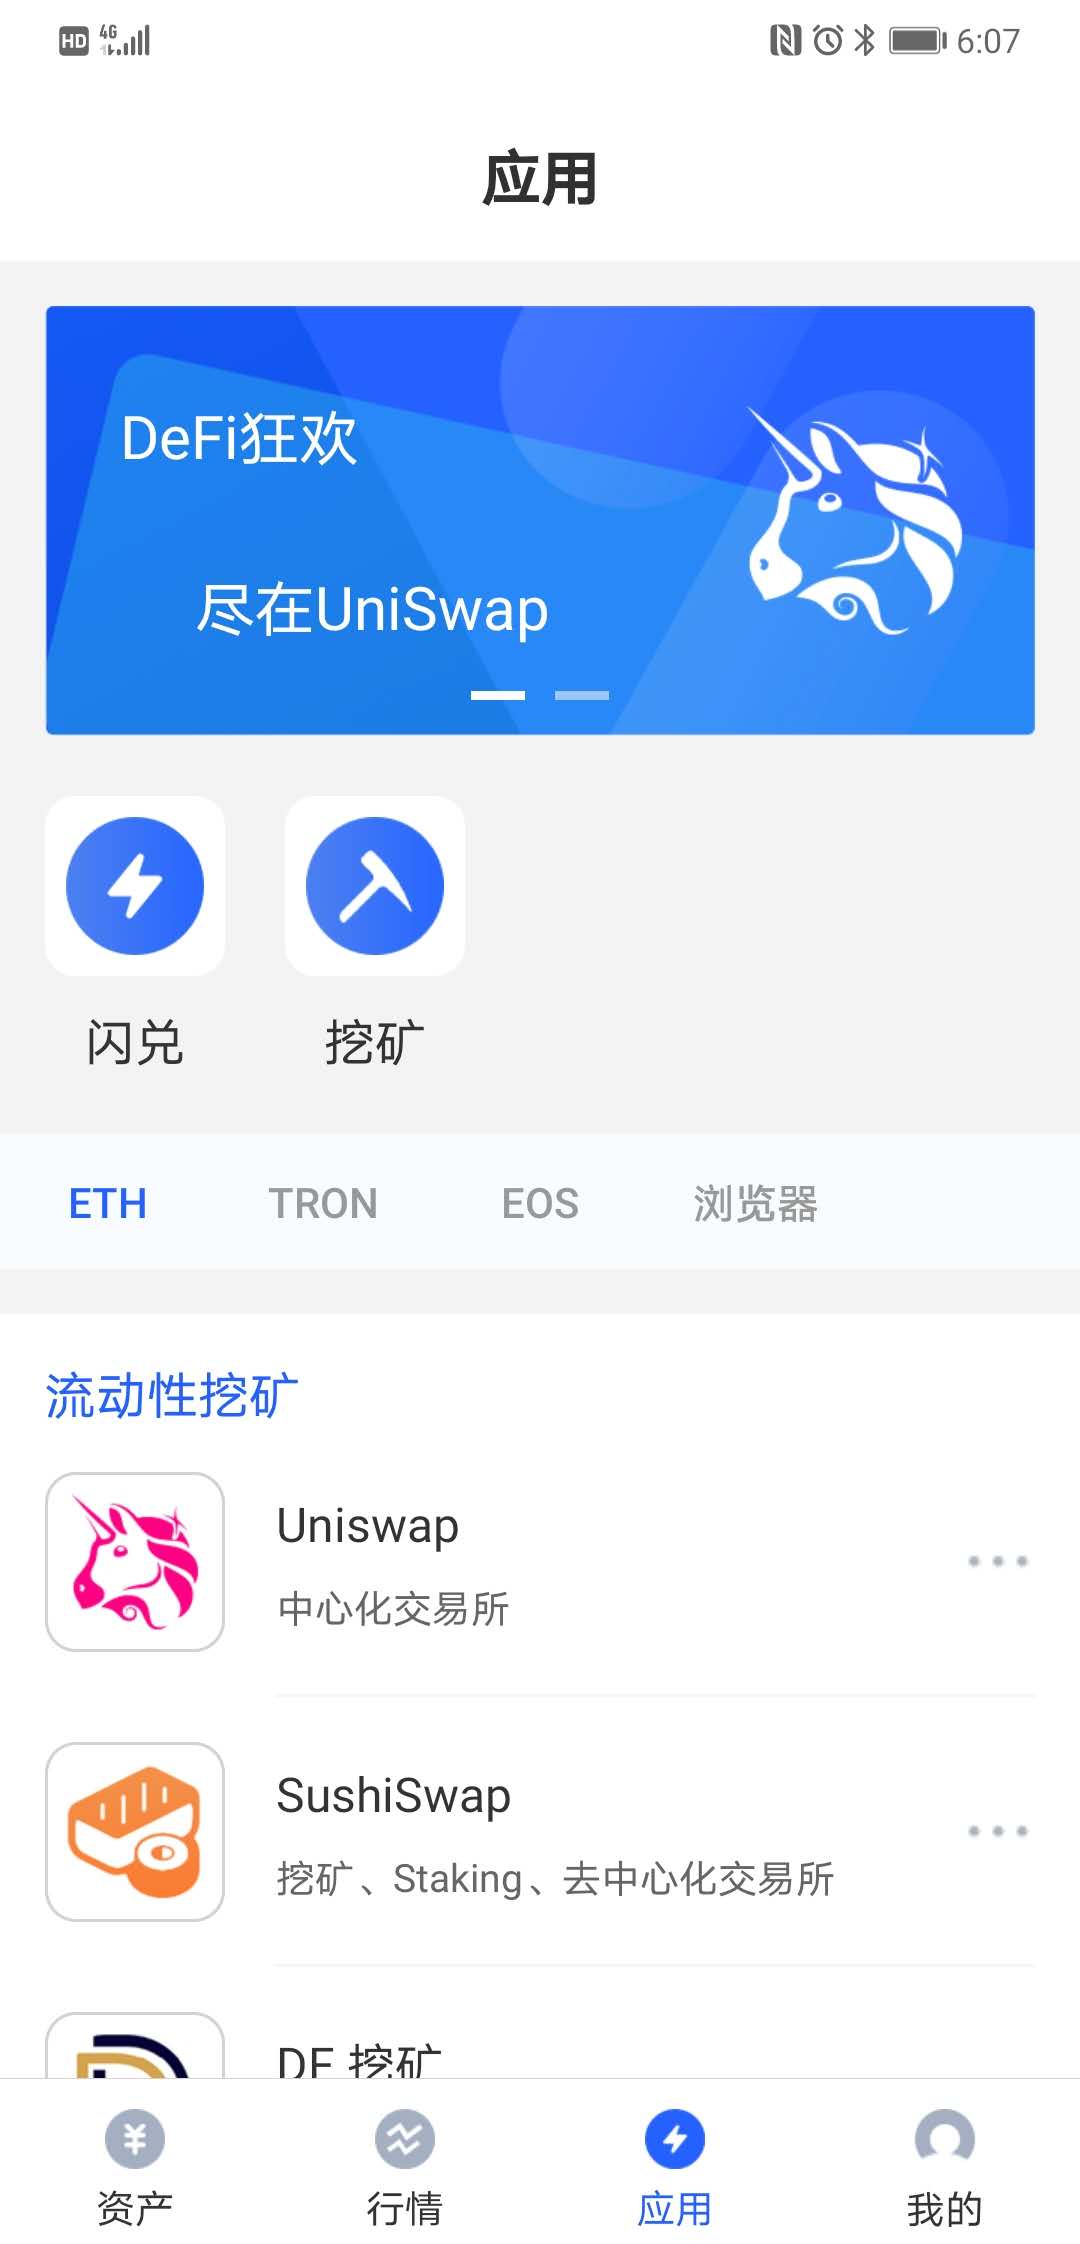 HD 4G 6:07
应用
DeFi狂欢
尽在UniSwap
闪兑 挖矿
ETH TRON EOS 浏览器
流动性挖矿
Uniswap
中心化交易所
SushiSwap
挖矿、Staking、去中心化交易所
DF 挖矿
资产 行情 应用 我的